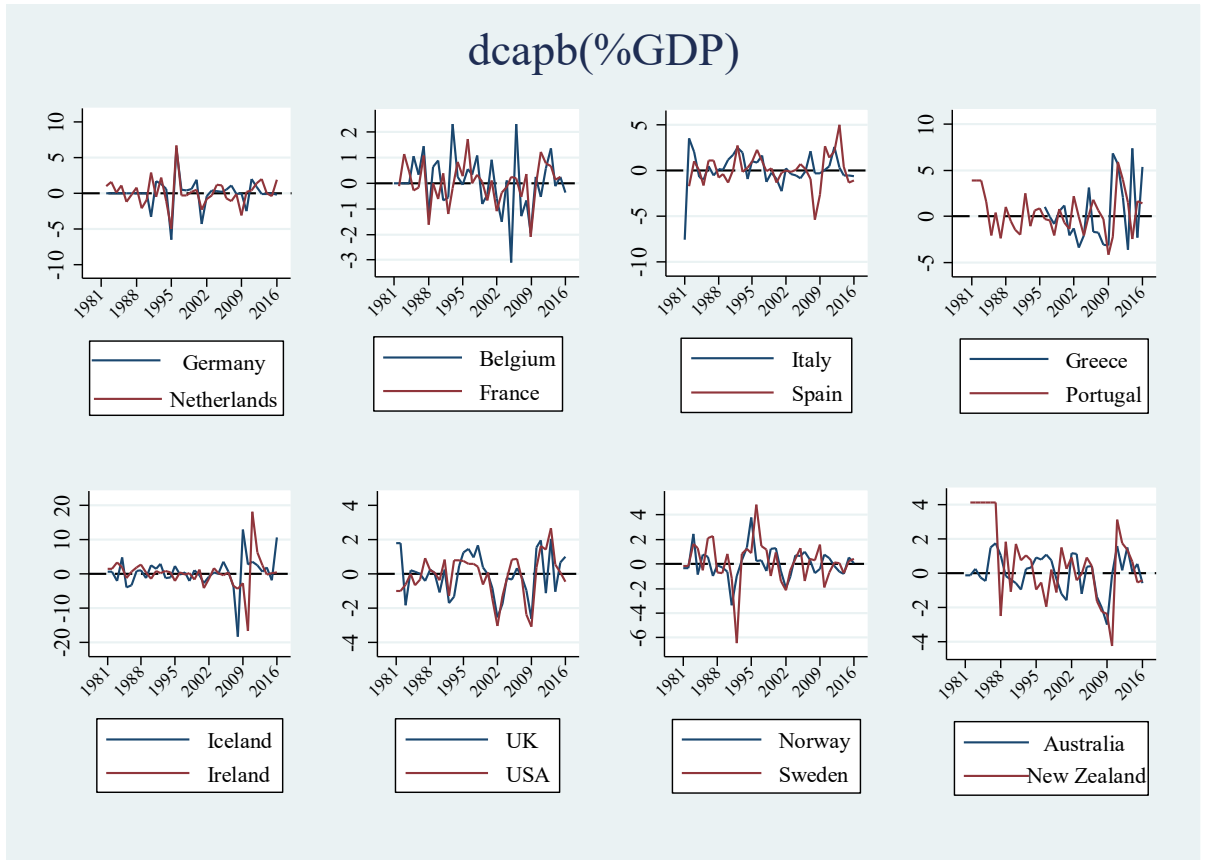 dcapb(%GDP)
10
5
0
-5
-10
1981 1988 1995 2002 2009 2016
Germany
Netherlands
2
1
0
-1
-2
-3
1981 1988 1995 2002 2009 2016
Belgium
France
5
0
-5
-10
1981 1988 1995 2002 2009 2016
Italy
Spain
10
5
0
-5
1981 1988 1995 2002 2009 2016
Greece
Portugal
20
10
0
-10
-20
1981 1988 1995 2002 2009 2016
Iceland
Ireland
4
2
0
-2
-4
1981 1988 1995 2002 2009 2016
UK
USA
4
2
0
-2
-4
-6
1981 1988 1995 2002 2009 2016
Norway
Sweden
4
2
0
-2
-4
1981 1988 1995 2002 2009 2016
Australia
New Zealand